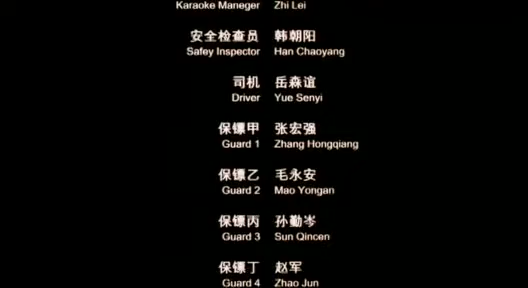 Karaoke Maneger Zhi Lei
安全检查员 韩朝阳
Safey Inspector Han Chaoyang
司机 岳森谊
Driver Yue Senyi
保镖甲 张宏强
Guard 1 Zhang Hongqiang
保镖乙 毛永安
Guard 2 Mao Yongan
保镖丙 孙勤岑
Guard 3 Sun Qincen
保镖丁 赵军
Guard 4 Zhao Jun